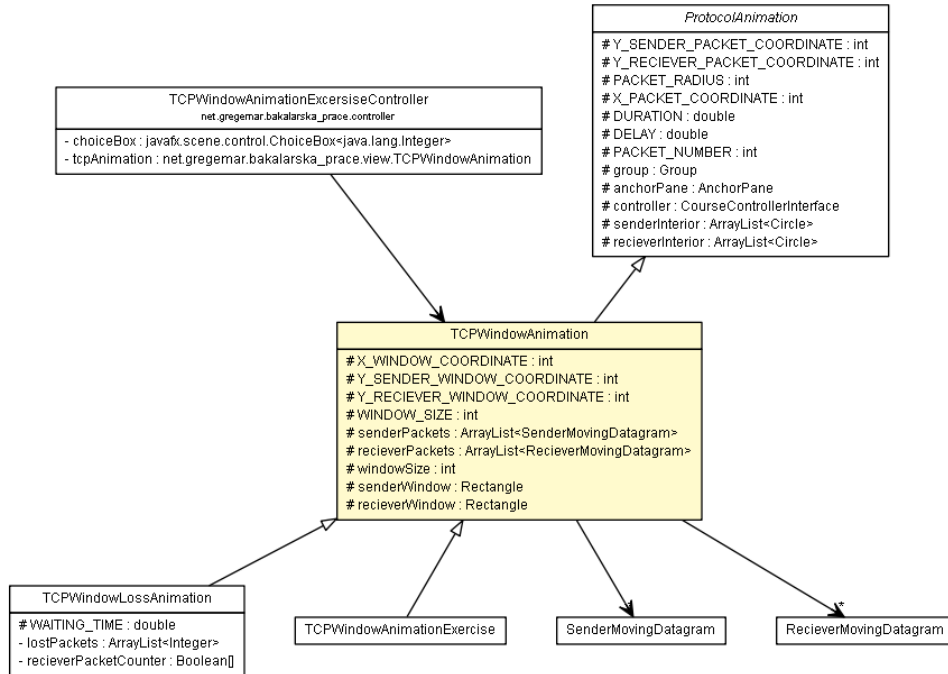 ProtocolAnimation
# Y_SENDER_PACKET_COORDINATE : int
# Y_RECIEVER_PACKET_COORDINATE : int
# PACKET_RADIUS : int
# X_PACKET_COORDINATE : int
# DURATION : double
# DELAY : double
# PACKET_NUMBER : int
# group : Group
# anchorPane : AnchorPane
# controller : CourseControllerInterface
# senderInterior : ArrayList<Circle>
# recieverInterior : ArrayList<Circle>
TCPWindowAnimationExcersiseController
net.gregemar.bakalarska_prace.controller
- choiceBox : javafx.scene.control.ChoiceBox<java.lang.Integer>
- tcpAnimation : net.gregemar.bakalarska_prace.view.TCPWindowAnimation
TCPWindowAnimation
# X_WINDOW_COORDINATE : int
# Y_SENDER_WINDOW_COORDINATE : int
# Y_RECIEVER_WINDOW_COORDINATE : int
# WINDOW_SIZE : int
# senderPackets : ArrayList<SenderMovingDatagram>
# recieverPackets : ArrayList<RecieverMovingDatagram>
# windowSize : int
# senderWindow : Rectangle
# recieverWindow : Rectangle
TCPWindowLossAnimation
# WAITING_TIME : double
- lostPackets : ArrayList<Integer>
- recieverPacketCounter : Boolean[]
TCPWindowAnimationExercise
*
SenderMovingDatagram
*
RecieverMovingDatagram